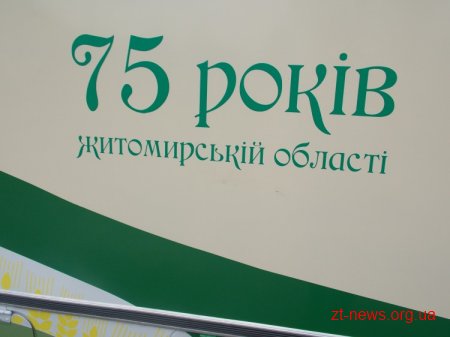 75 років
житомирській області
zt-news.org.ua